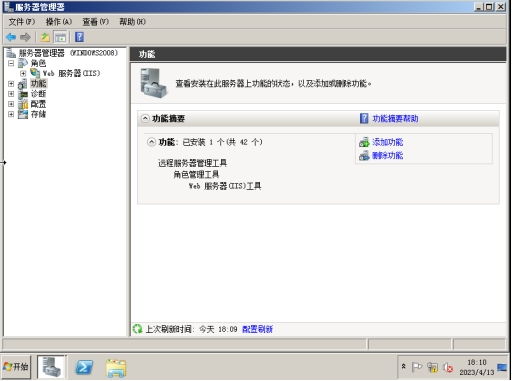 服务器管理器
文件(F) 操作(A) 查看(V) 帮助(H)
服务器管理器 (WINDOWS2008)
角色
Web 服务器(IIS)
功能
诊断
配置
存储
功能
查看安装在此服务器上功能的状态，以及添加或删除功能。
功能摘要
功能摘要帮助
功能: 已安装 1 个(共 42 个)
添加功能
删除功能
远程服务器管理工具
角色管理工具
Web 服务器(IIS)工具
上次刷新时间: 今天 18:09 配置刷新
开始
18:10
2023/4/13